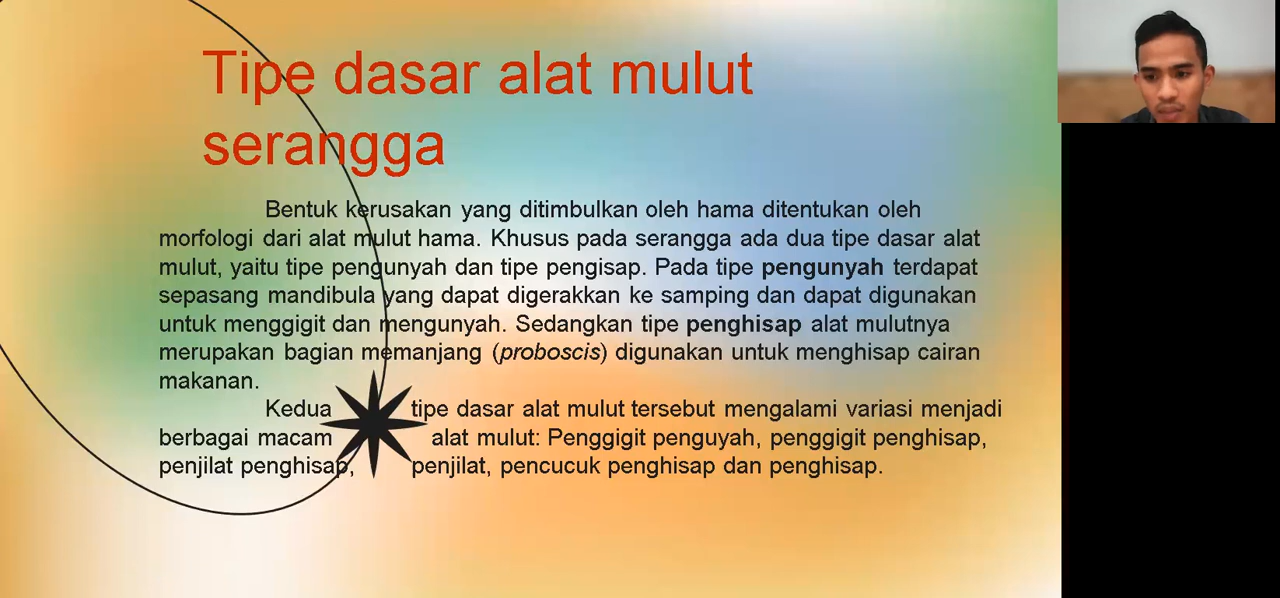 Tipe dasar alat mulut
serangga
Bentuk kerusakan yang ditimbulkan oleh hama ditentukan oleh
morfologi dari alat mulut hama. Khusus pada serangga ada dua tipe dasar alat
mulut, yaitu tipe pengunyah dan tipe pengisap. Pada tipe pengunyah terdapat
sepasang mandibula yang dapat digerakkan ke samping dan dapat digunakan
untuk menggigit dan mengunyah. Sedangkan tipe penghisap alat mulutnya
merupakan bagian memanjang (proboscis) digunakan untuk menghisap cairan
makanan.
Kedua tipe dasar alat mulut tersebut mengalami variasi menjadi
berbagai macam alat mulut: Penggigit penguyah, penggigit penghisap,
penjilat penghisap, penjilat, pencucuk penghisap dan penghisap.